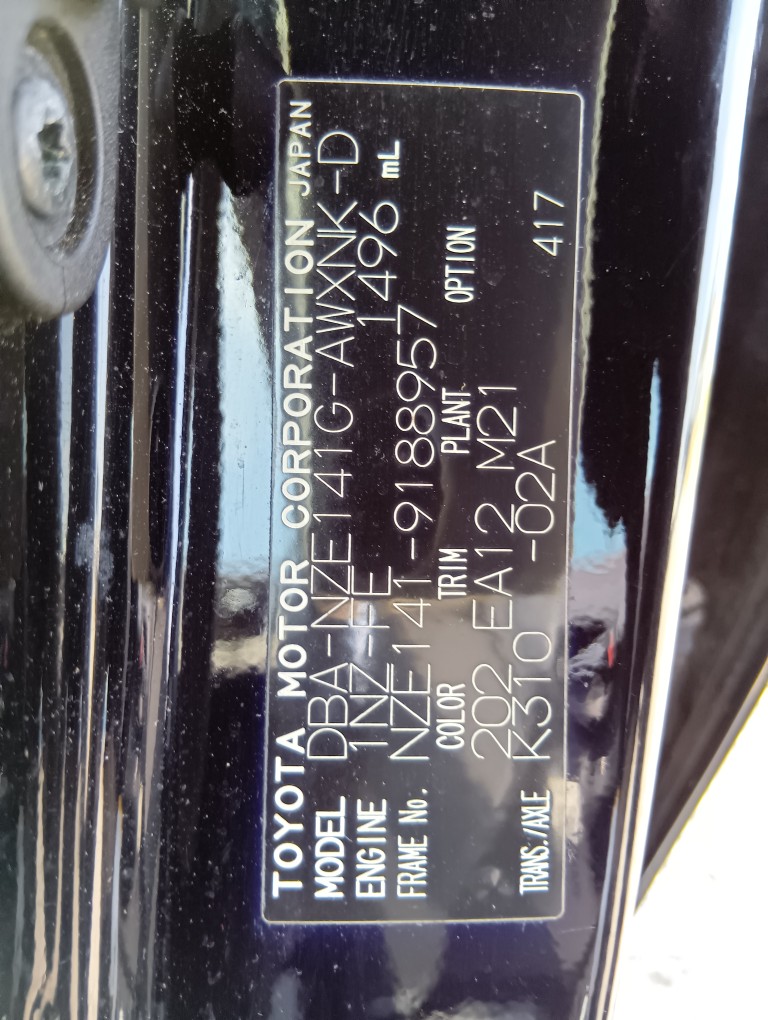 TOYOTA MOTOR CORPORATION JAPAN
MODEL DBA-NZE141G-AWXNK-D
ENGINE 1NZ-FE 1496 mL
FRAME No. NZE141-9188957
COLOR TRIM PLANT OPTION
202 EA12 M21
TRANS./AXLE K310 -02A 417